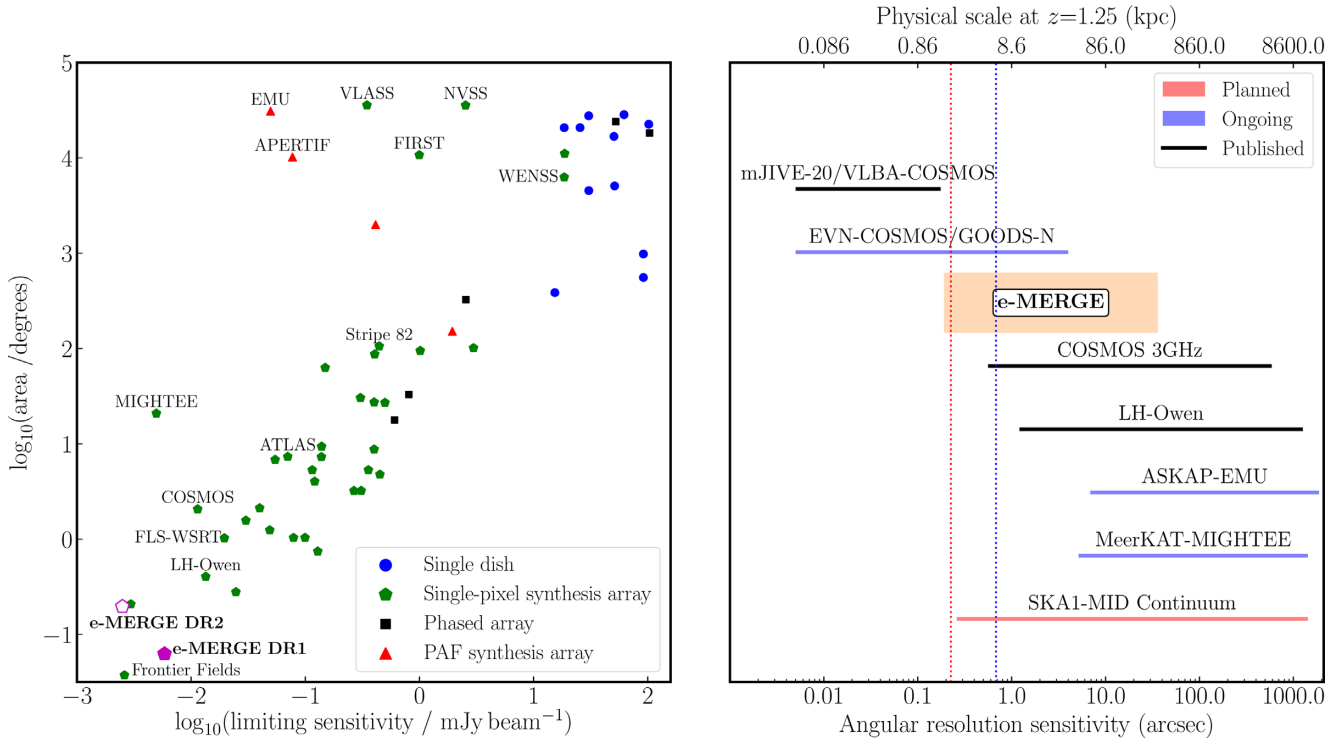 5
4
3
2
1
0
−1
log10(area /degrees)
EMU
VLASS
NVSS
APERTIF
FIRST
WENSS
Stripe 82
MIGHTEE
ATLAS
COSMOS
FLS-WSRT
LH-Owen
e-MERGE DR2
e-MERGE DR1
Frontier Fields
Single dish
Single-pixel synthesis array
Phased array
PAF synthesis array
−3 −2 −1 0 1 2
log10(limiting sensitivity / mJy beam−1)
Physical scale at z=1.25 (kpc)
0.086 0.86 8.6 86.0 860.0 8600.0
Planned
Ongoing
Published
mJIVE-20/VLBA-COSMOS
EVN-COSMOS/GOODS-N
e-MERGE
COSMOS 3GHz
LH-Owen
ASKAP-EMU
MeerKAT-MIGHTEE
SKA1-MID Continuum
0.01 0.1 1.0 10.0 100.0 1000.0
Angular resolution sensitivity (arcsec)